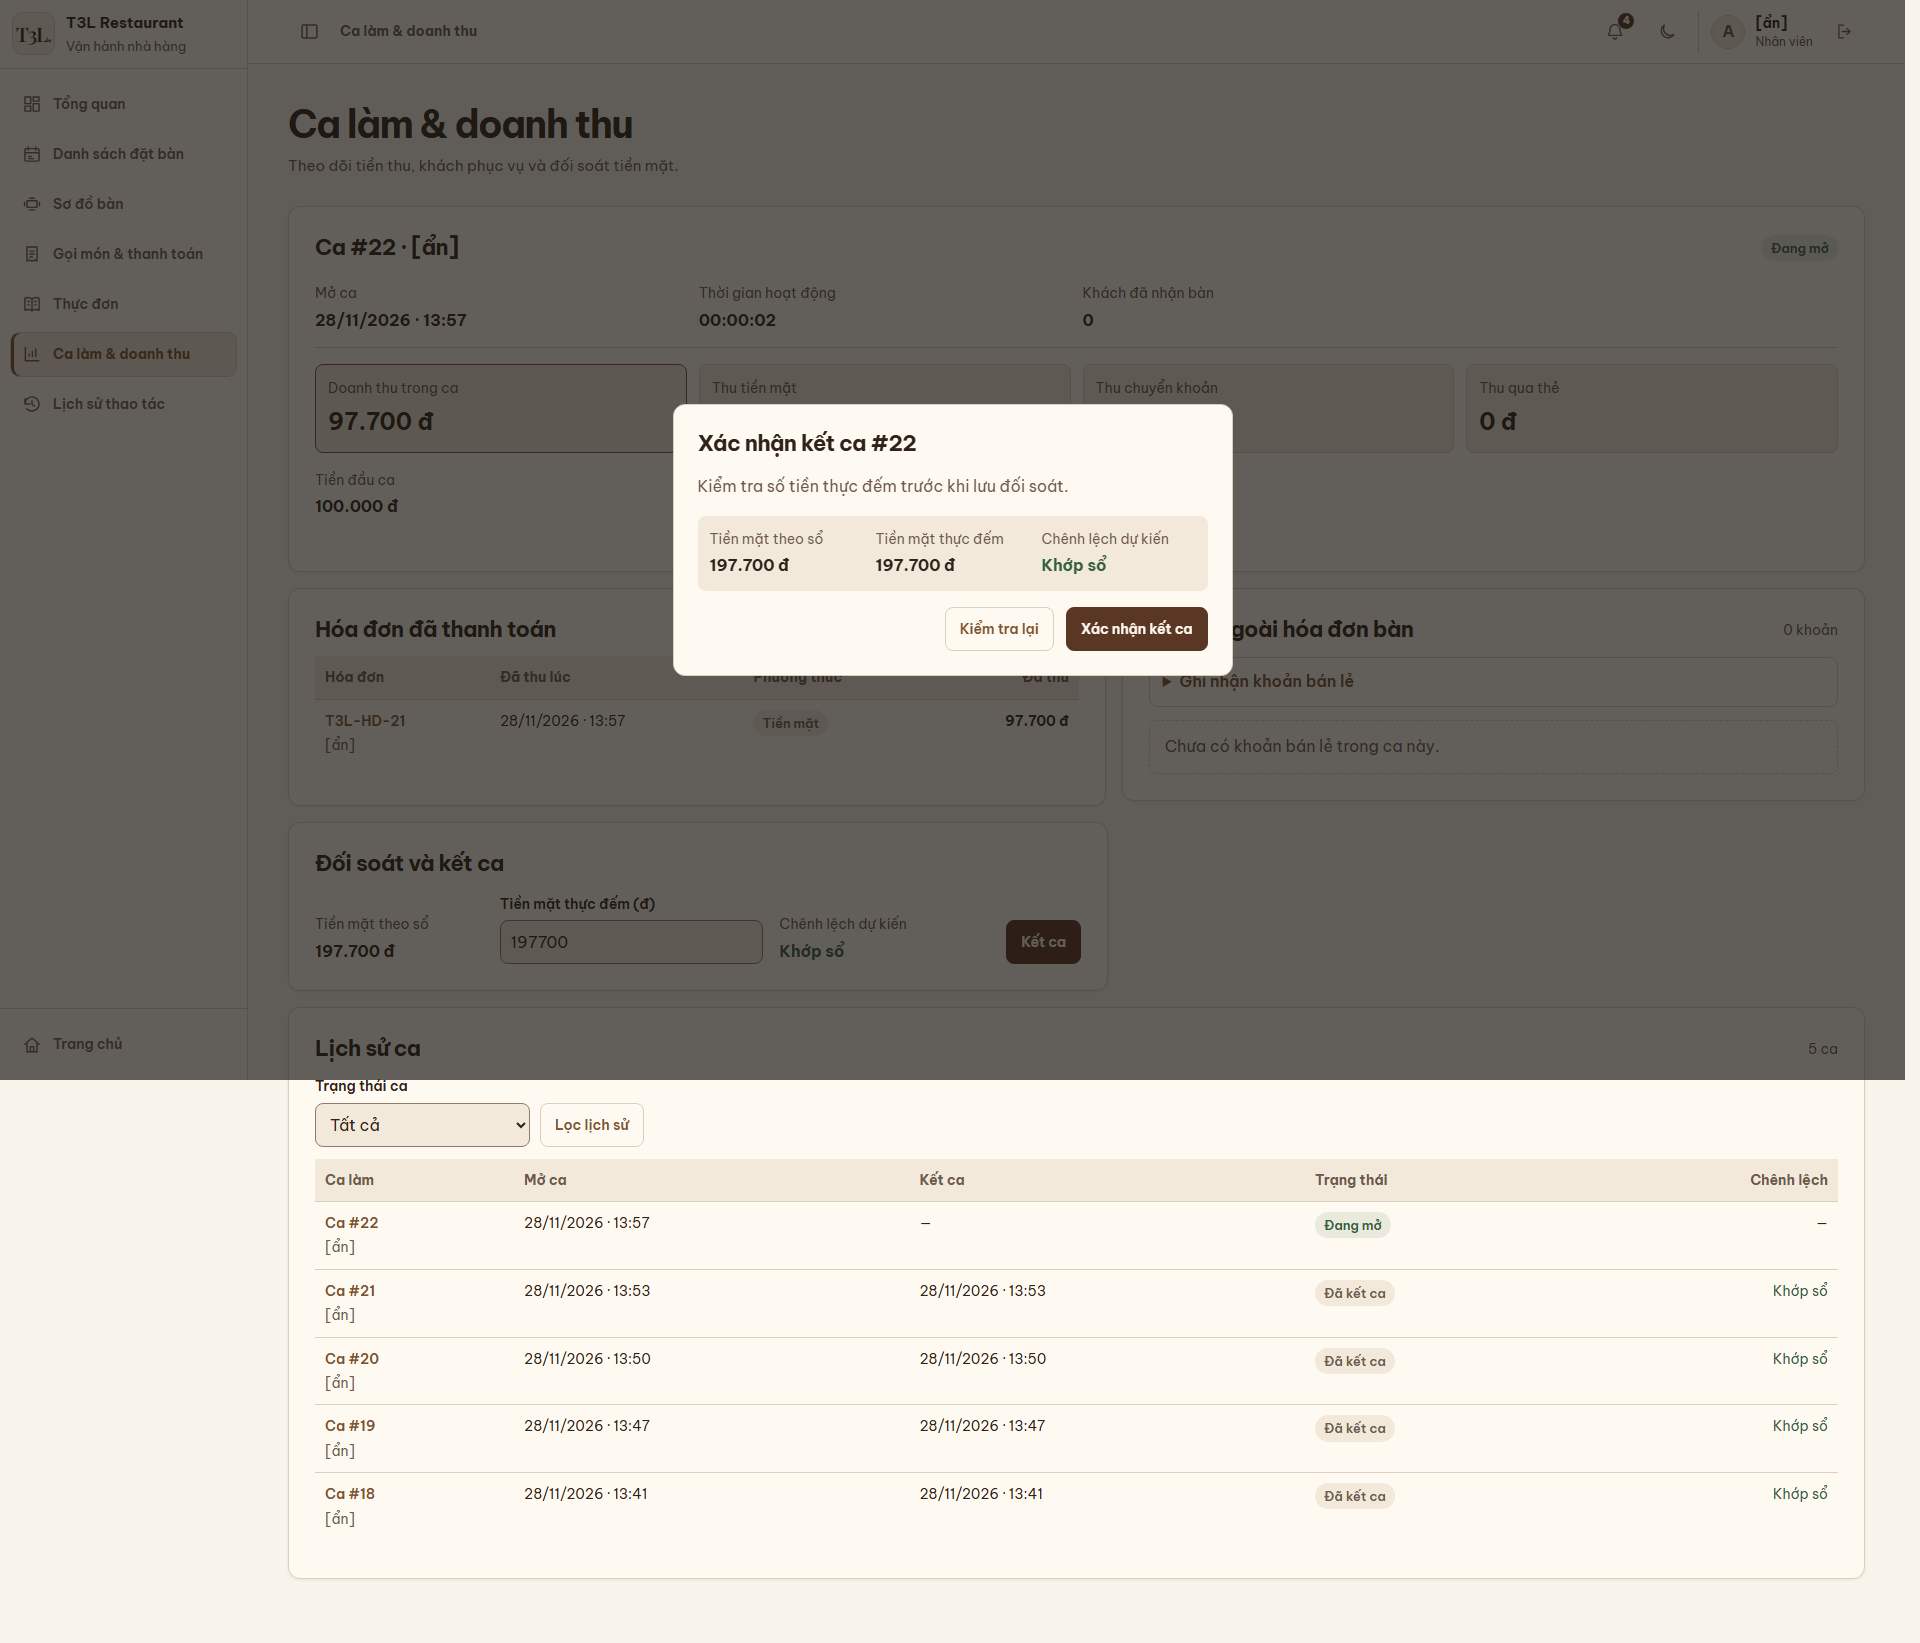 T3L
T3L Restaurant
Vận hành nhà hàng
Tổng quan
Danh sách đặt bàn
Sơ đồ bàn
Gọi món & thanh toán
Thực đơn
Ca làm & doanh thu
Lịch sử thao tác
Trang chủ
Ca làm & doanh thu
4
A
[ẩn]
Nhân viên
Ca làm & doanh thu
Theo dõi tiền thu, khách phục vụ và đối soát tiền mặt.
Ca #22 · [ẩn]
Đang mở
Mở ca
28/11/2026 · 13:57
Thời gian hoạt động
00:00:02
Khách đã nhận bàn
0
Doanh thu trong ca
97.700 đ
Thu tiền mặt
Thu chuyển khoản
Thu qua thẻ
0 đ
Tiền đầu ca
100.000 đ
Xác nhận kết ca #22
Kiểm tra số tiền thực đếm trước khi lưu đối soát.
Tiền mặt theo sổ
197.700 đ
Tiền mặt thực đếm
197.700 đ
Chênh lệch dự kiến
Khớp sổ
Kiểm tra lại
Xác nhận kết ca
Hóa đơn đã thanh toán
Hóa đơn Đã thu lúc Phương thức Đã thu
T3L-HD-21 28/11/2026 · 13:57 Tiền mặt 97.700 đ
[ẩn]
goài hóa đơn bàn
0 khoản
Ghi nhận khoản bán lẻ
Chưa có khoản bán lẻ trong ca này.
Đối soát và kết ca
Tiền mặt theo sổ
197.700 đ
Tiền mặt thực đếm (đ)
197700
Chênh lệch dự kiến
Khớp sổ
Kết ca
Lịch sử ca
5 ca
Trạng thái ca
Tất cả
Lọc lịch sử
Ca làm Mở ca Kết ca Trạng thái Chênh lệch
Ca #22 28/11/2026 · 13:57 — Đang mở —
[ẩn]
Ca #21 28/11/2026 · 13:53 28/11/2026 · 13:53 Đã kết ca Khớp sổ
[ẩn]
Ca #20 28/11/2026 · 13:50 28/11/2026 · 13:50 Đã kết ca Khớp sổ
[ẩn]
Ca #19 28/11/2026 · 13:47 28/11/2026 · 13:47 Đã kết ca Khớp sổ
[ẩn]
Ca #18 28/11/2026 · 13:41 28/11/2026 · 13:41 Đã kết ca Khớp sổ
[ẩn]